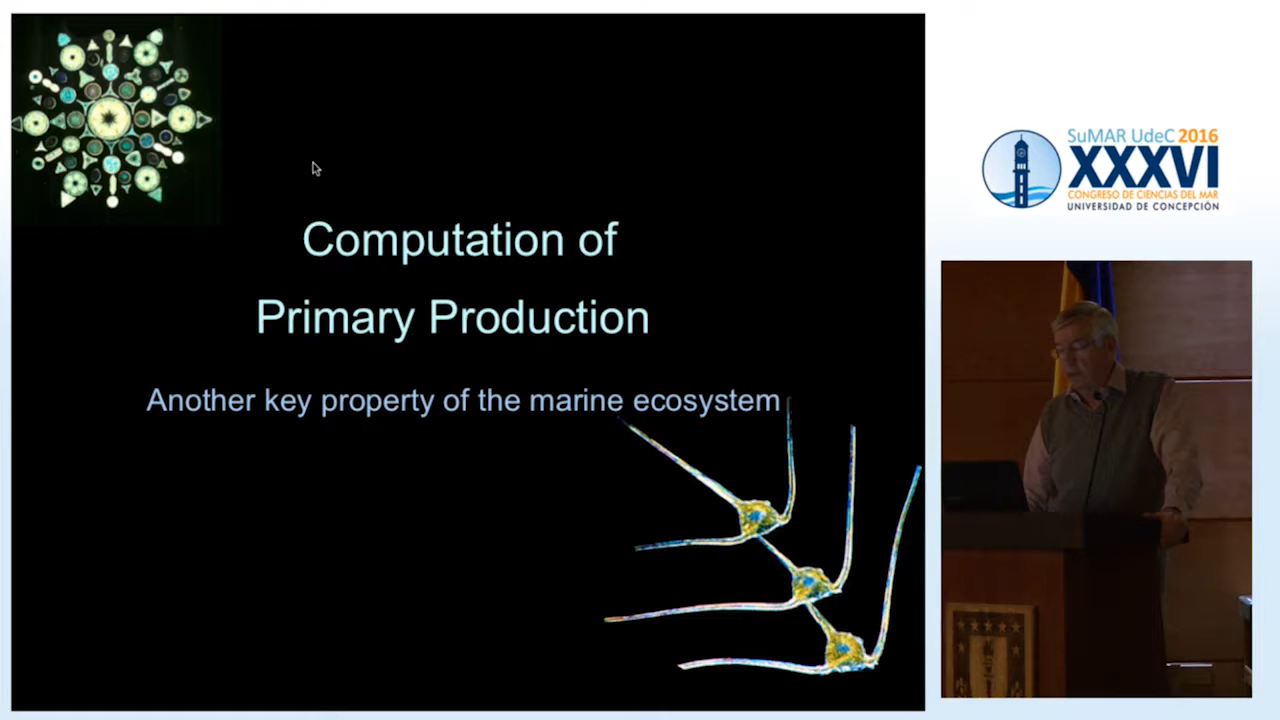 Computation of
Primary Production
Another key property of the marine ecosystem
SuMAR UdeC 2016
XXXVI
CONGRESO DE CIENCIAS DEL MAR
UNIVERSIDAD DE CONCEPCIÓN